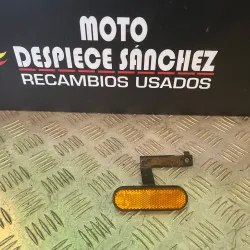 MOTO
DESPIECE SÁNCHEZ
RECAMBIOS USADOS